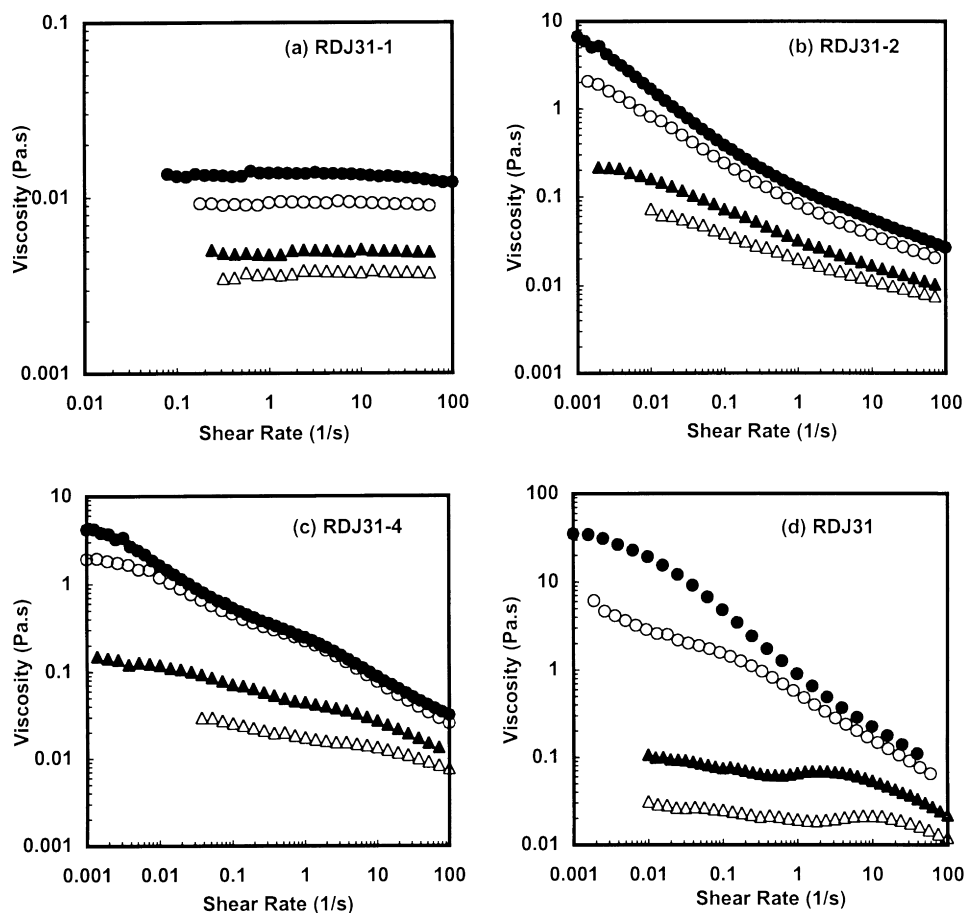 (a) RDJ31-1
Viscosity (Pa.s)
0.1
0.01
0.001
0.01 0.1 1 10 100
Shear Rate (1/s)
(b) RDJ31-2
Viscosity (Pa.s)
10
1
0.1
0.01
0.001
0.001 0.01 0.1 1 10 100
Shear Rate (1/s)
(c) RDJ31-4
Viscosity (Pa.s)
10
1
0.1
0.01
0.001
0.001 0.01 0.1 1 10 100
Shear Rate (1/s)
(d) RDJ31
Viscosity (Pa.s)
100
10
1
0.1
0.01
0.001 0.01 0.1 1 10 100
Shear Rate (1/s)